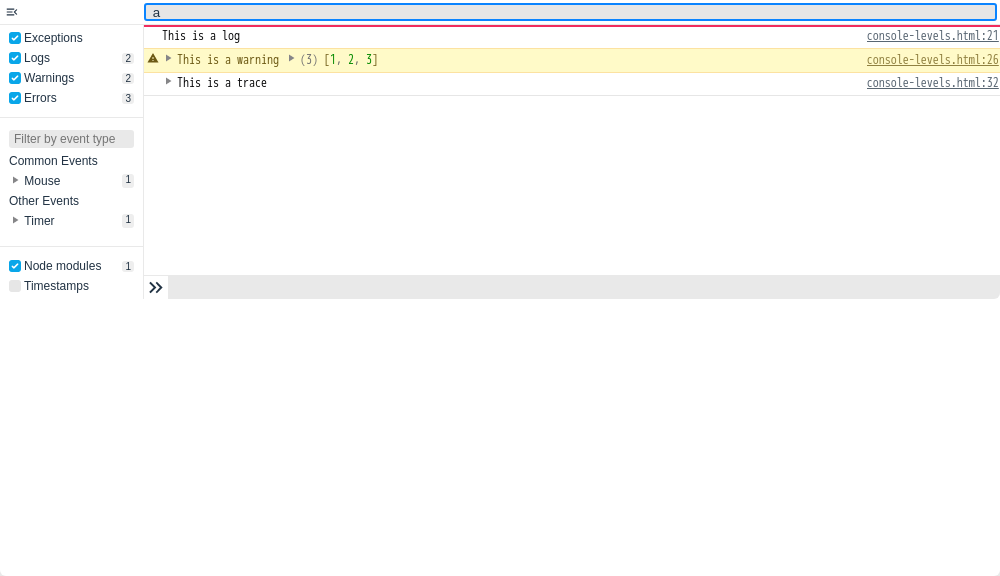 a
Exceptions
Logs 2
Warnings 2
Errors 3
Filter by event type
Common Events
Mouse 1
Other Events
Timer 1
Node modules 1
Timestamps
This is a log console-levels.html:21
This is a warning (3) [1, 2, 3] console-levels.html:26
This is a trace console-levels.html:32